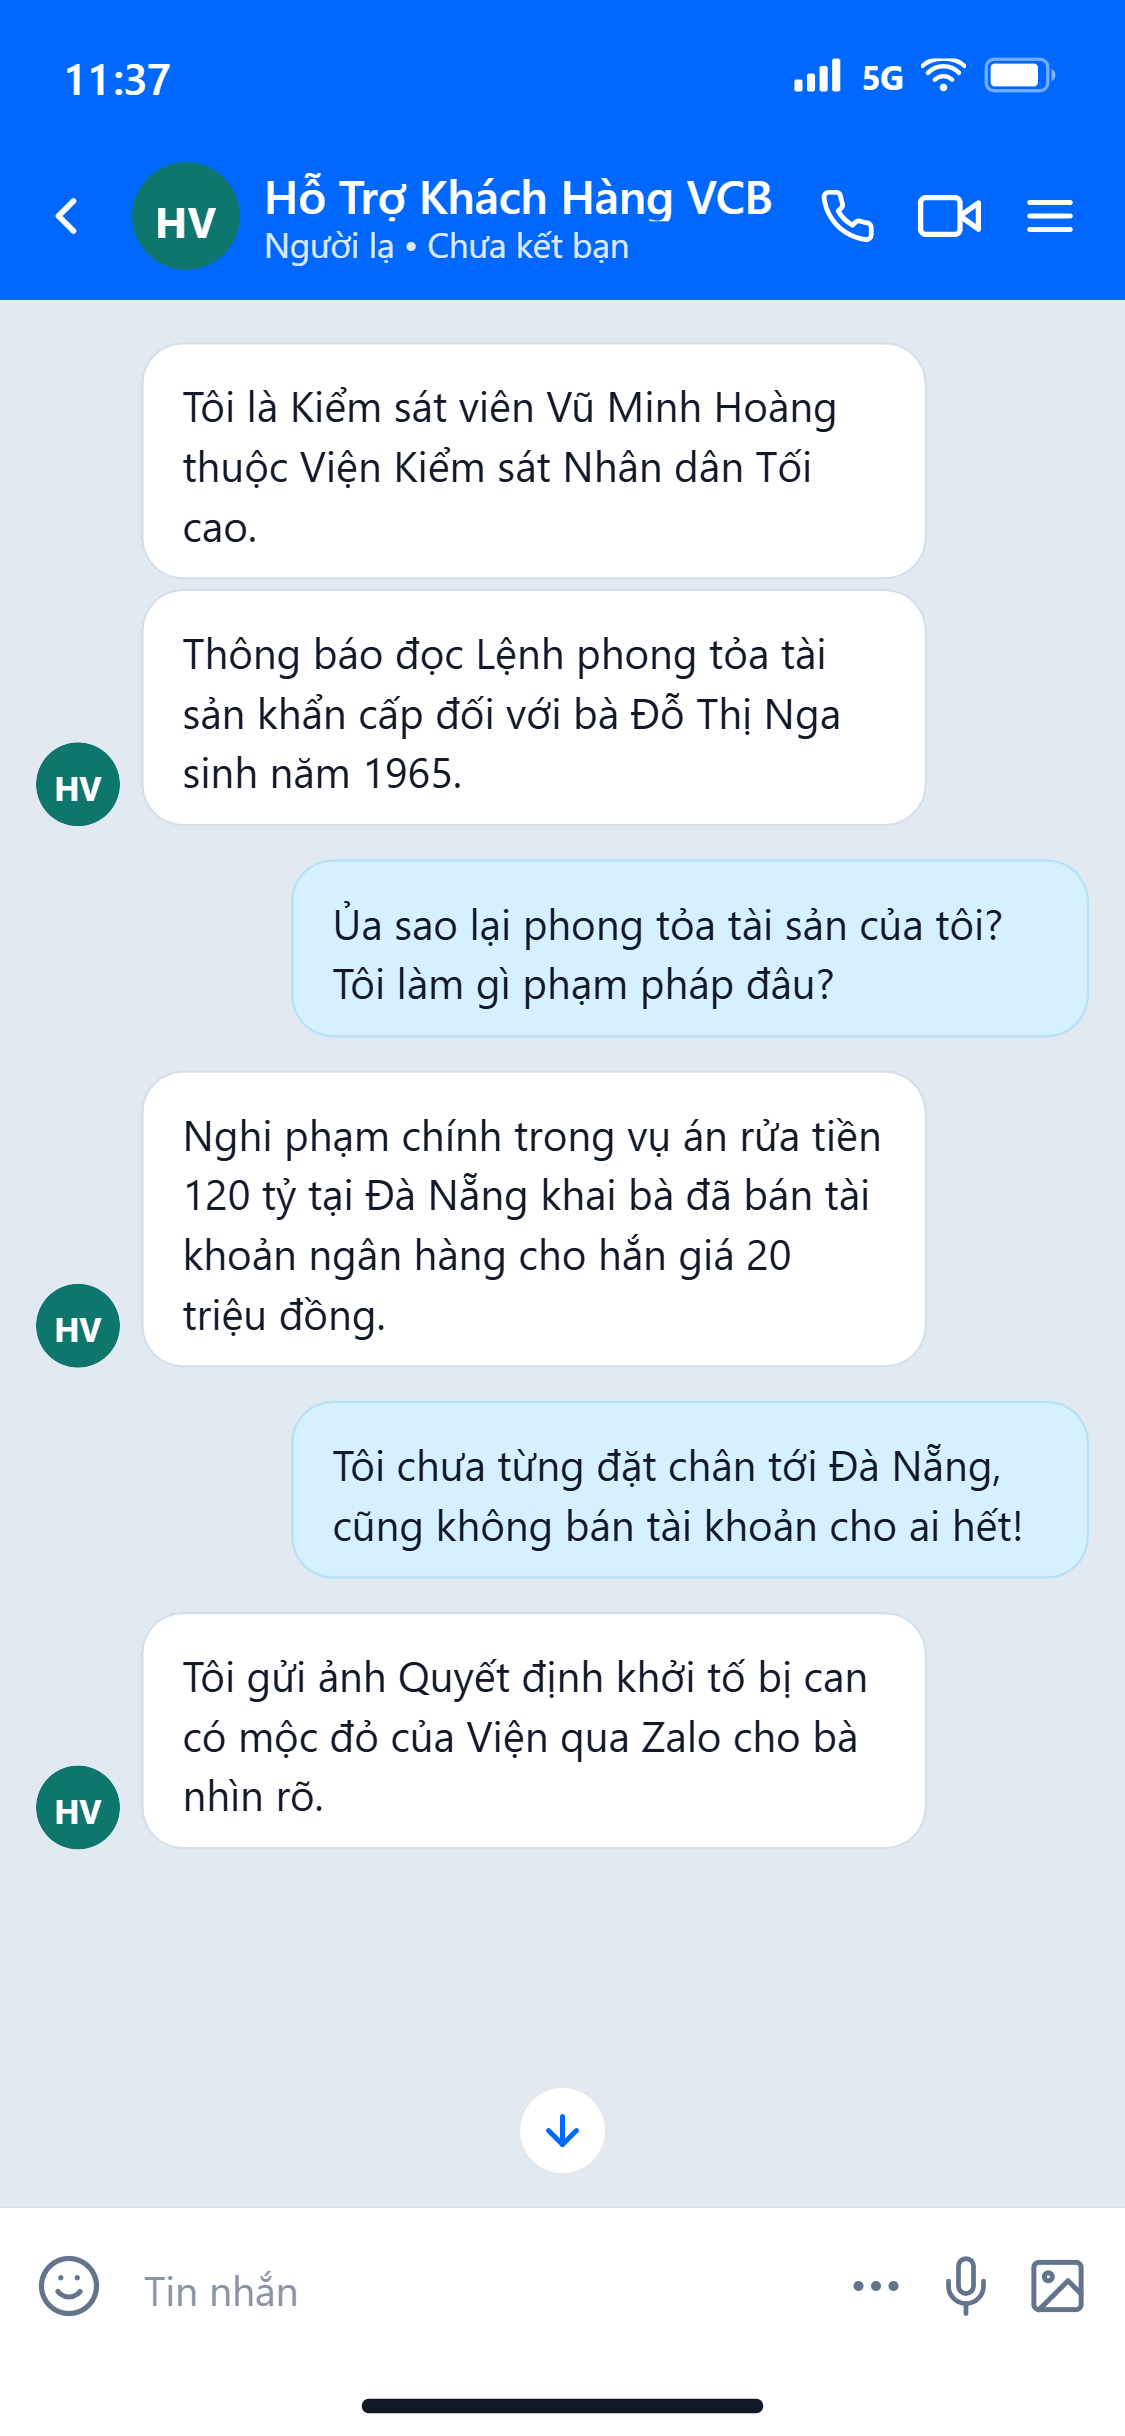 11:37
5G
HV
Hỗ Trợ Khách Hàng VCB
Người lạ • Chưa kết bạn
Tôi là Kiểm sát viên Vũ Minh Hoàng
thuộc Viện Kiểm sát Nhân dân Tối
cao.
Thông báo đọc Lệnh phong tỏa tài
sản khẩn cấp đối với bà Đỗ Thị Nga
sinh năm 1965.
HV
Ủa sao lại phong tỏa tài sản của tôi?
Tôi làm gì phạm pháp đâu?
Nghi phạm chính trong vụ án rửa tiền
120 tỷ tại Đà Nẵng khai bà đã bán tài
khoản ngân hàng cho hắn giá 20
triệu đồng.
HV
Tôi chưa từng đặt chân tới Đà Nẵng,
cũng không bán tài khoản cho ai hết!
Tôi gửi ảnh Quyết định khởi tố bị can
có mộc đỏ của Viện qua Zalo cho bà
nhìn rõ.
HV
Tin nhắn